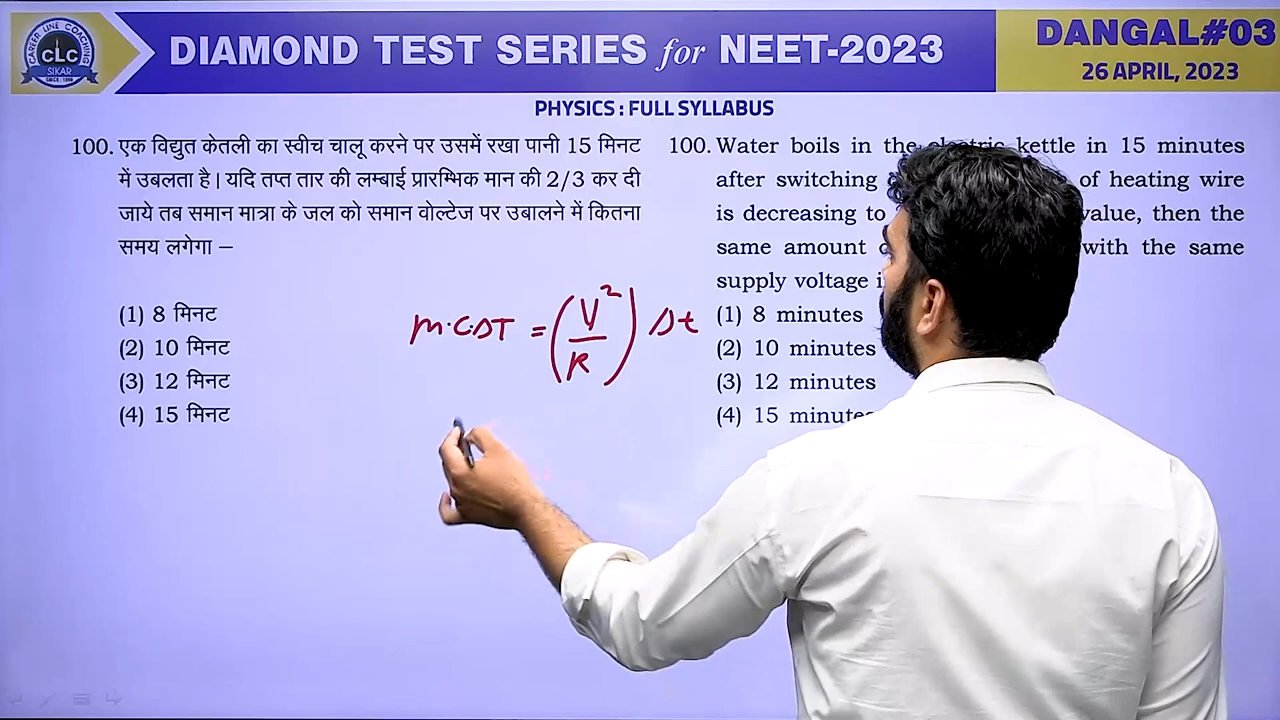 CAREER LINE COACHING
CLC
SIKAR
SINCE : 1996
DIAMOND TEST SERIES for NEET-2023
DANGAL#03
26 APRIL, 2023
PHYSICS : FULL SYLLABUS
100. एक विद्युत केतली का स्वीच चालू करने पर उसमें रखा पानी 15 मिनट
में उबलता है। यदि तप्त तार की लम्बाई प्रारम्भिक मान की 2/3 कर दी
जाये तब समान मात्रा के जल को समान वोल्टेज पर उबालने में कितना
समय लगेगा –
(1) 8 मिनट
(2) 10 मिनट
(3) 12 मिनट
(4) 15 मिनट
m.C.ΔT = (V²/R) Δt
100. Water boils in the electric kettle in 15 minutes
after switching of heating wire
is decreasing to value, then the
same amount with the same
supply voltage
(1) 8 minutes
(2) 10 minutes
(3) 12 minutes
(4) 15 minutes